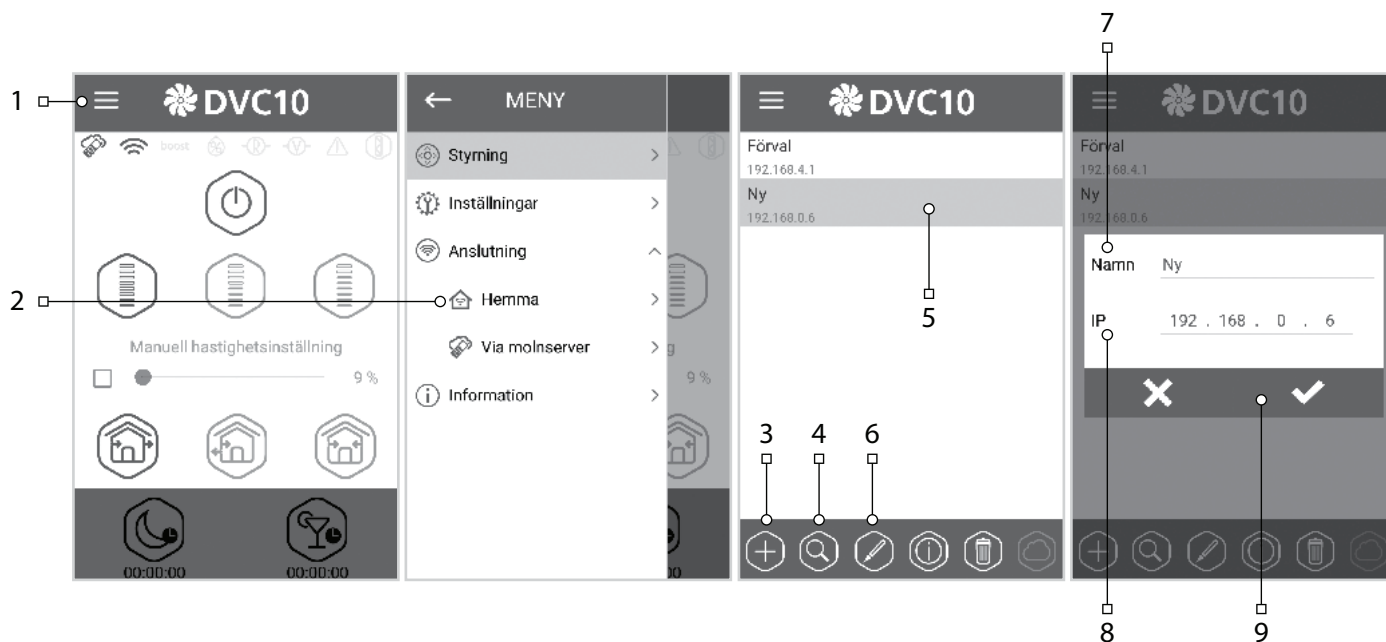 7
1
DVC10
boost
R
V
Manuell hastighetsinställning
9 %
00:00:00
00:00:00
2
MENY
Styrning
Inställningar
Anslutning
Hemma
Via molnserver
Information
g
9 %
00
DVC10
Förval
192.168.4.1
Ny
192.168.0.6
5
3
4
6
DVC10
Förval
192.168.4.1
Ny
192.168.0.6
Namn Ny
IP 192 . 168 . 0 . 6
8
9